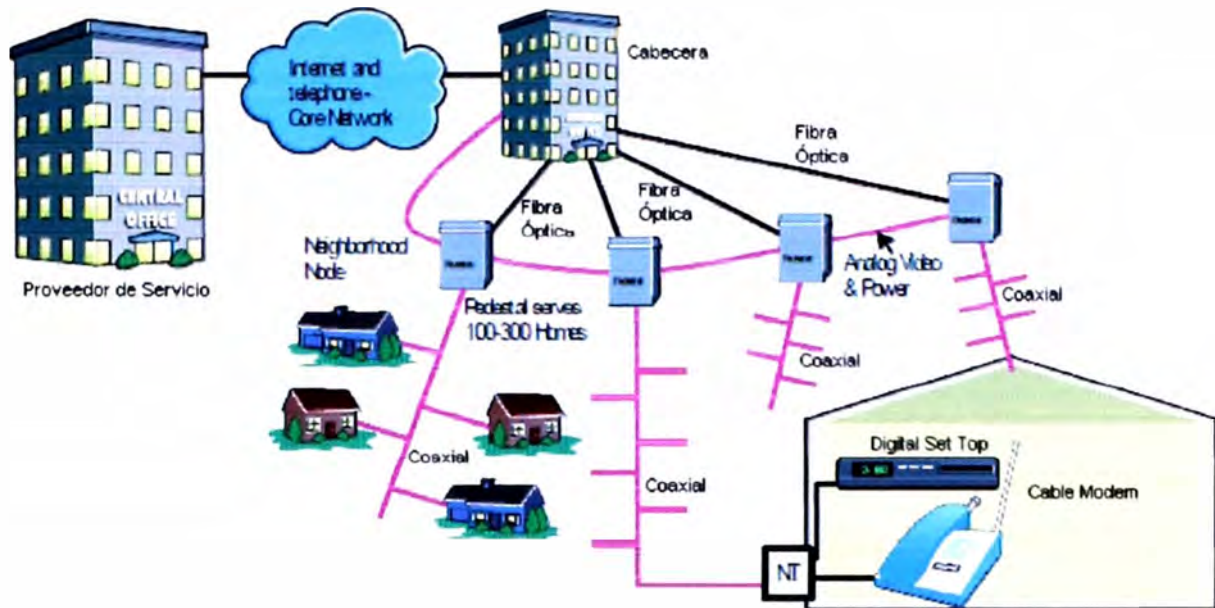 Cabecera
Internet and
telephone -
Core Network
CENTRAL
OFFICE
Proveedor de Servicio
Fibra
Óptica
Fibra
Óptica
Fibra
Óptica
Neighborhood
Node
Pedestal serves
100-300 Homes
Analog Video
& Power
Coaxial
Coaxial
Coaxial
Coaxial
Digital Set Top
Cable Modem
NT